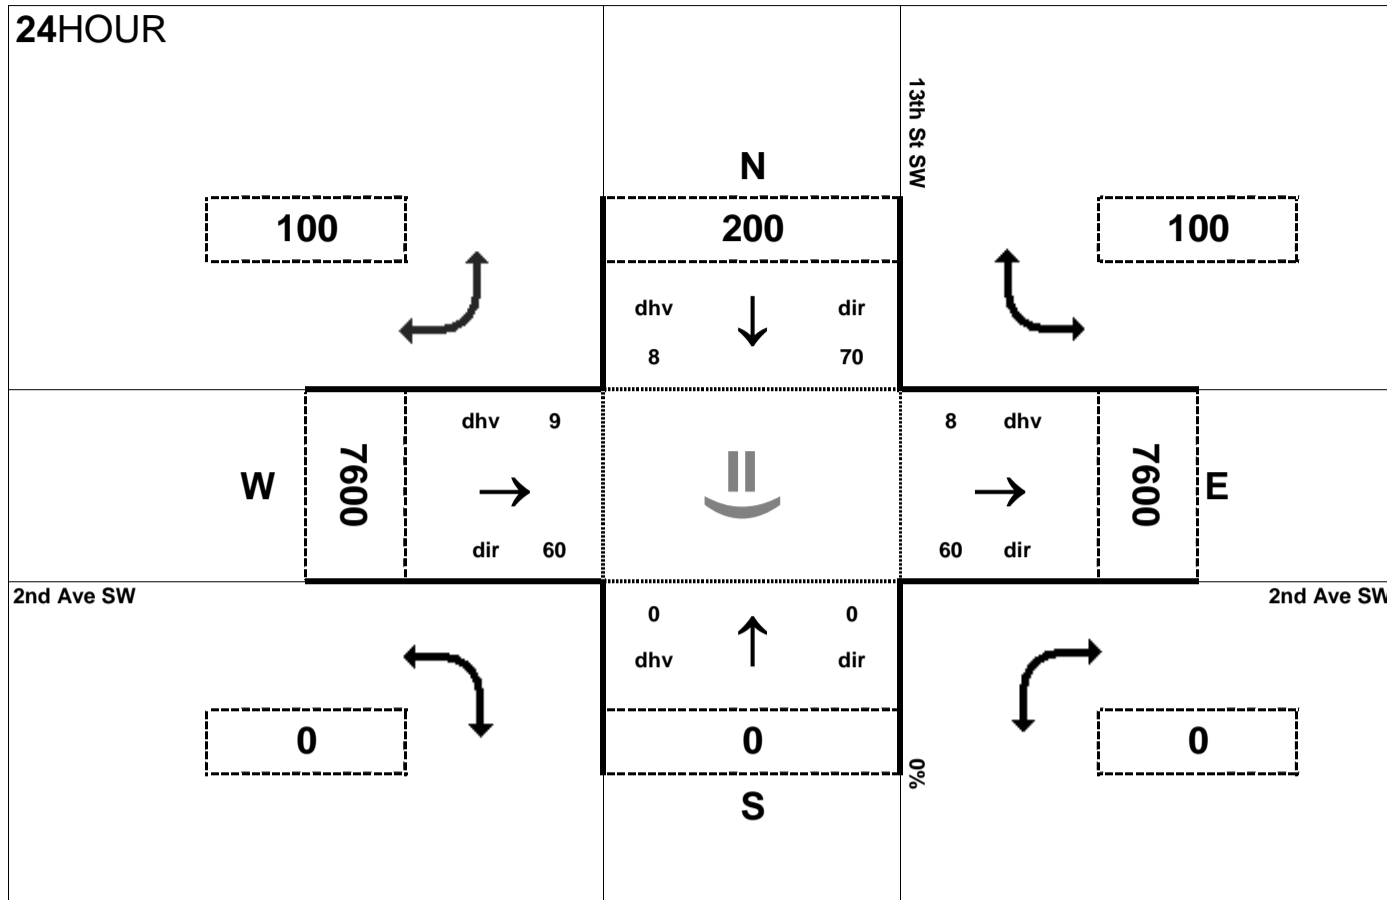 24HOUR
13th St SW
N
100
200
100
dhv
dir
8
70
dhv 9
8 dhv
W
7600
7600
E
dir 60
60 dir
2nd Ave SW
2nd Ave SW
0
0
dhv
dir
0
0
0
0%
S